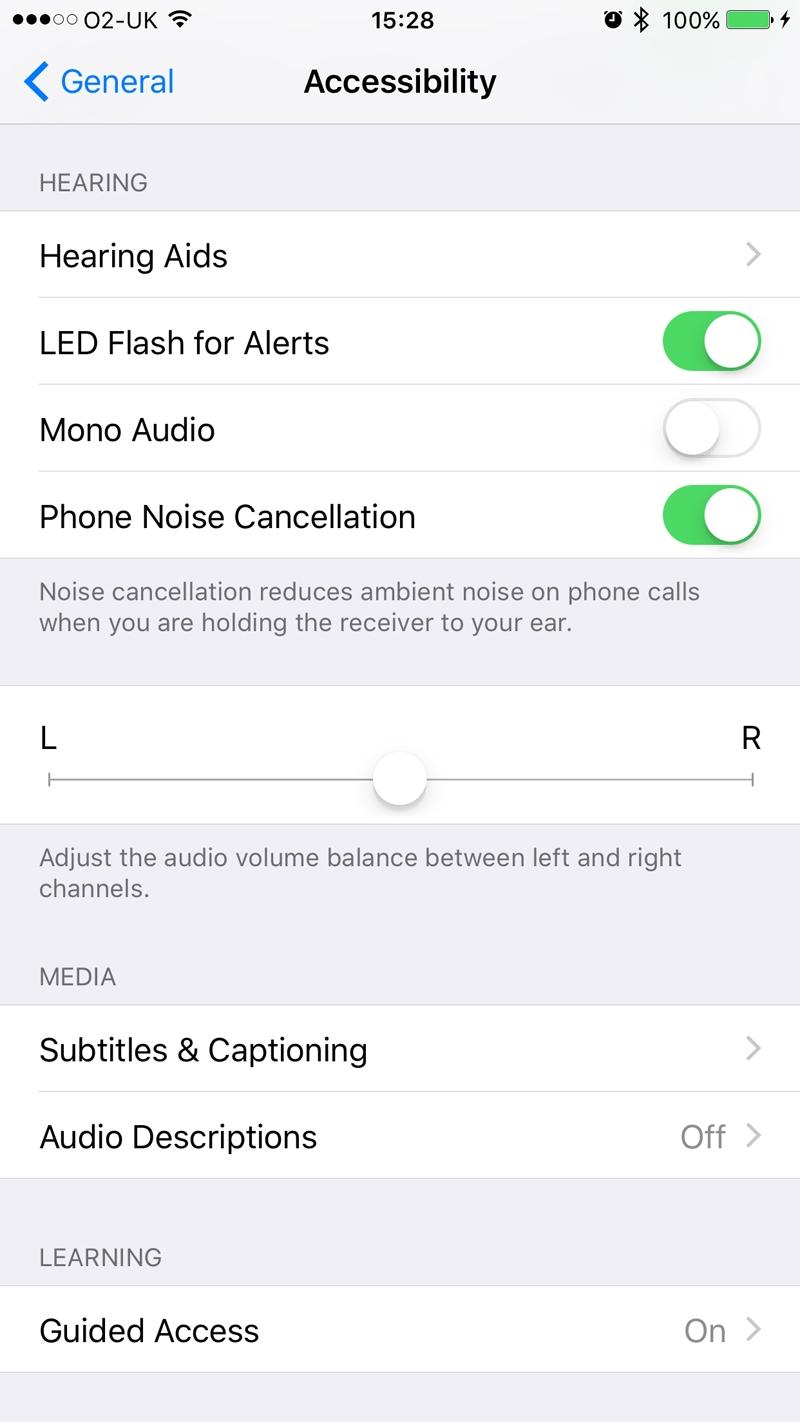 O2-UK 15:28 100%
General Accessibility
HEARING
Hearing Aids
LED Flash for Alerts
Mono Audio
Phone Noise Cancellation
Noise cancellation reduces ambient noise on phone calls
when you are holding the receiver to your ear.
L R
Adjust the audio volume balance between left and right
channels.
MEDIA
Subtitles & Captioning
Audio Descriptions Off
LEARNING
Guided Access On